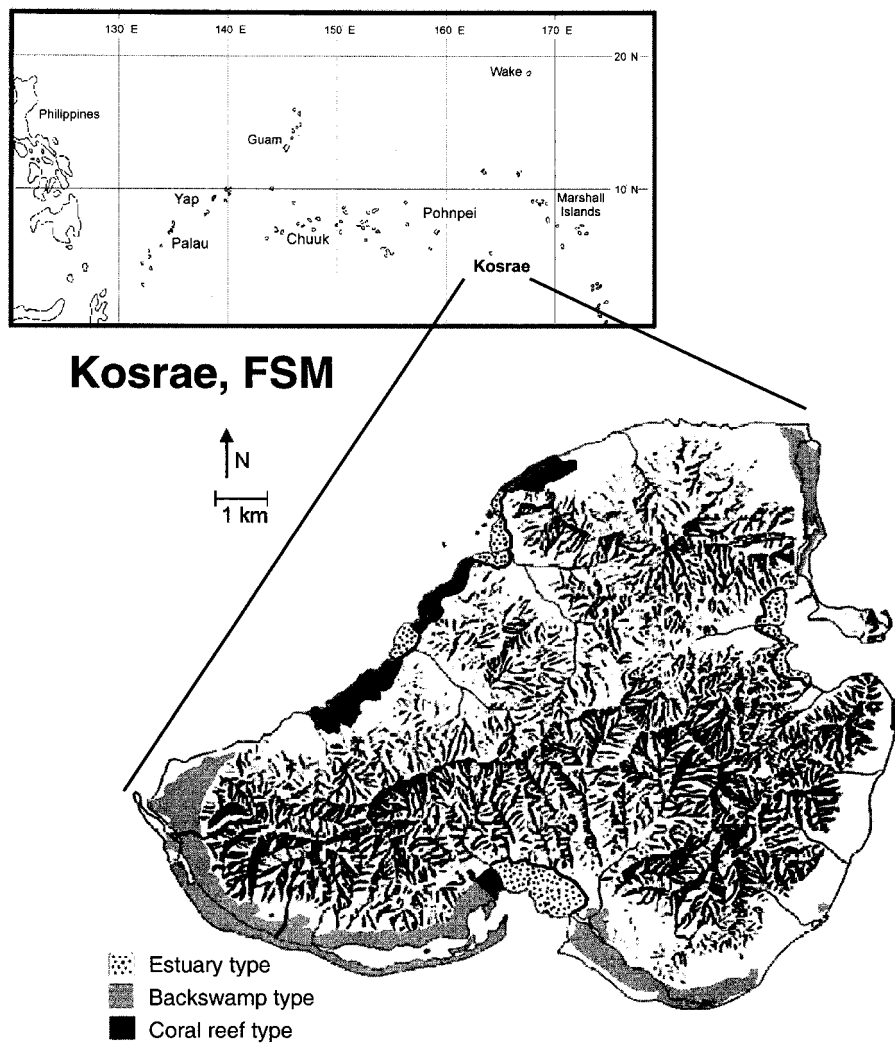 130 E 140 E 150 E 160 E 170 E
20 N
Wake
Philippines
Guam
10 N
Yap
Marshall
Islands
Pohnpei
Palau
Chuuk
Kosrae
Kosrae, FSM
N
1 km
Estuary type
Backswamp type
Coral reef type